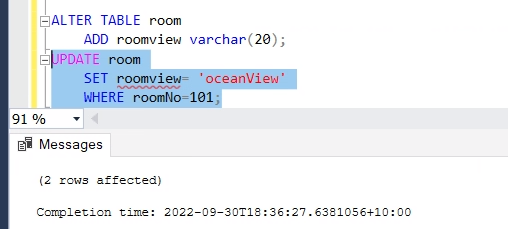 ALTER TABLE room
ADD roomview varchar(20);
UPDATE room
SET roomview= 'oceanView'
WHERE roomNo=101;
91 %
Messages
(2 rows affected)
Completion time: 2022-09-30T18:36:27.6381056+10:00